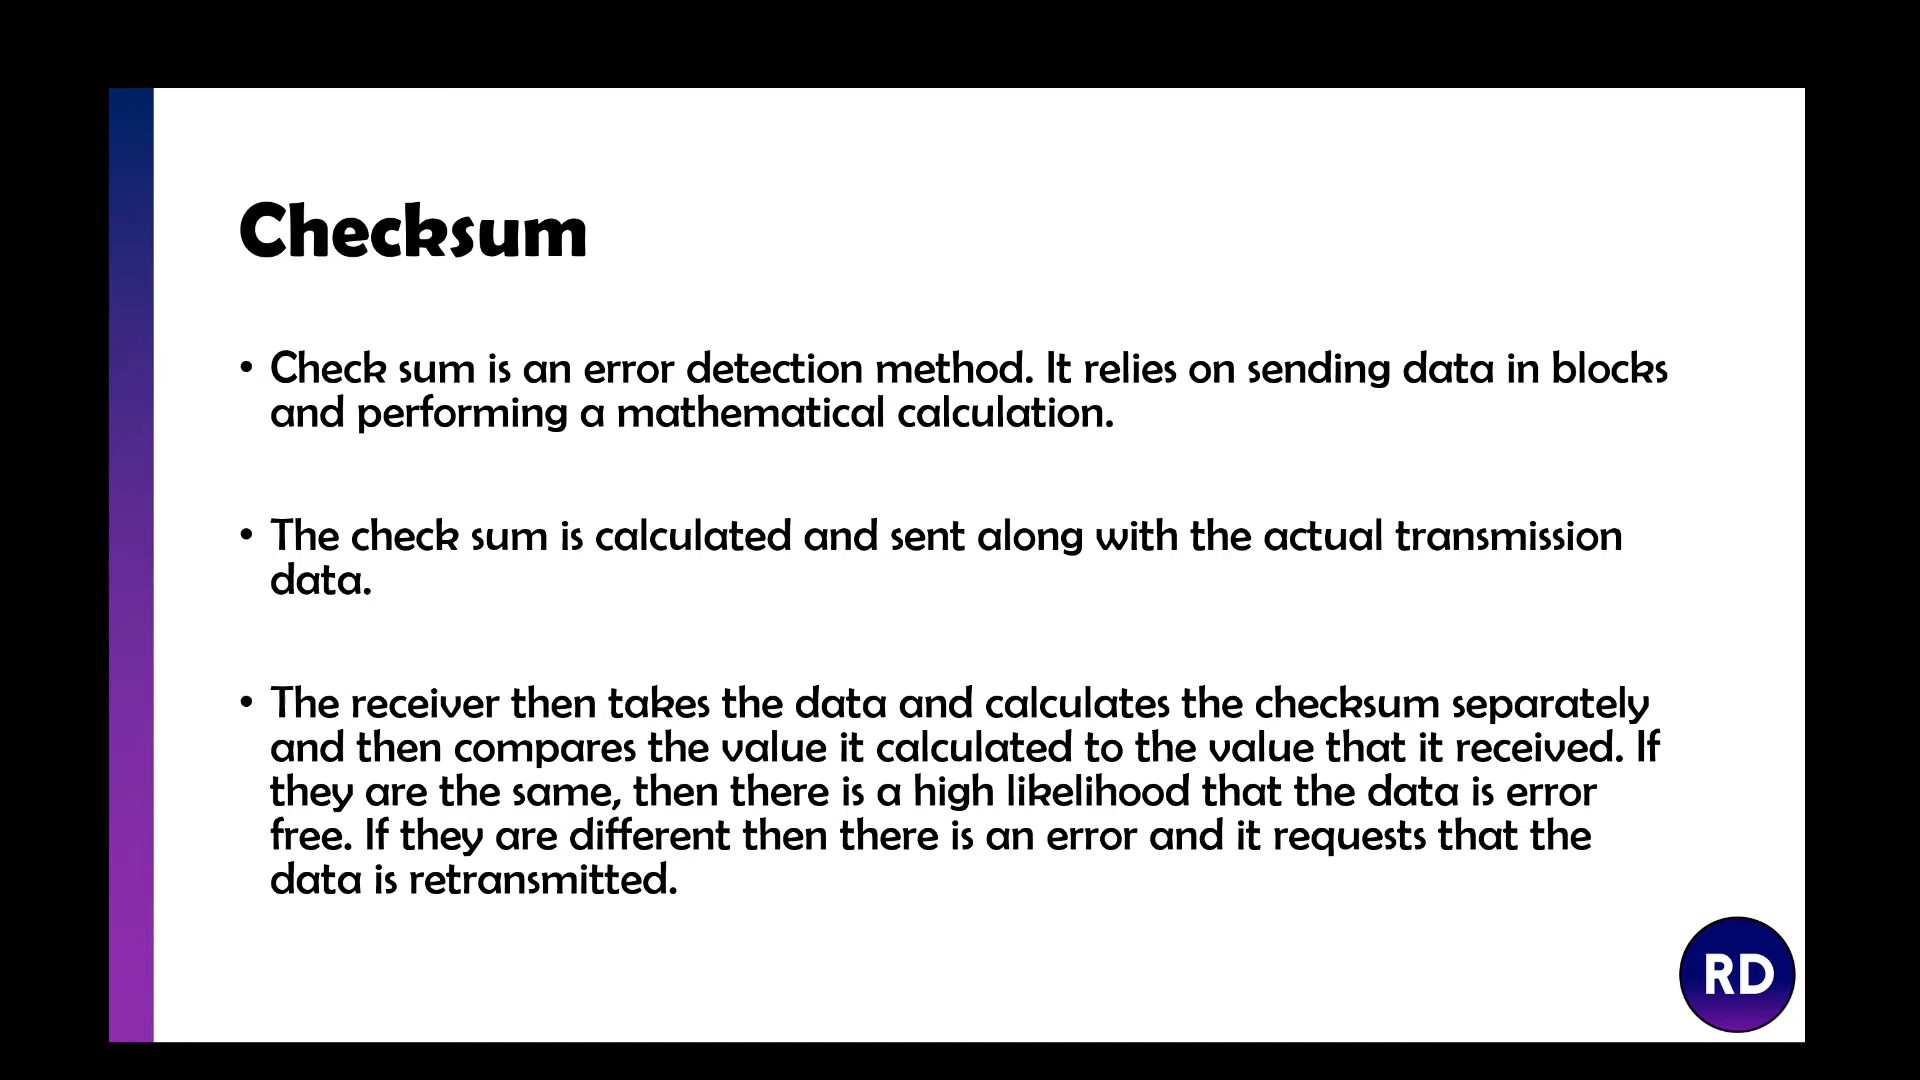 Checksum
• Check sum is an error detection method. It relies on sending data in blocks
and performing a mathematical calculation.
• The check sum is calculated and sent along with the actual transmission
data.
• The receiver then takes the data and calculates the checksum separately
and then compares the value it calculated to the value that it received. If
they are the same, then there is a high likelihood that the data is error
free. If they are different then there is an error and it requests that the
data is retransmitted.
RD